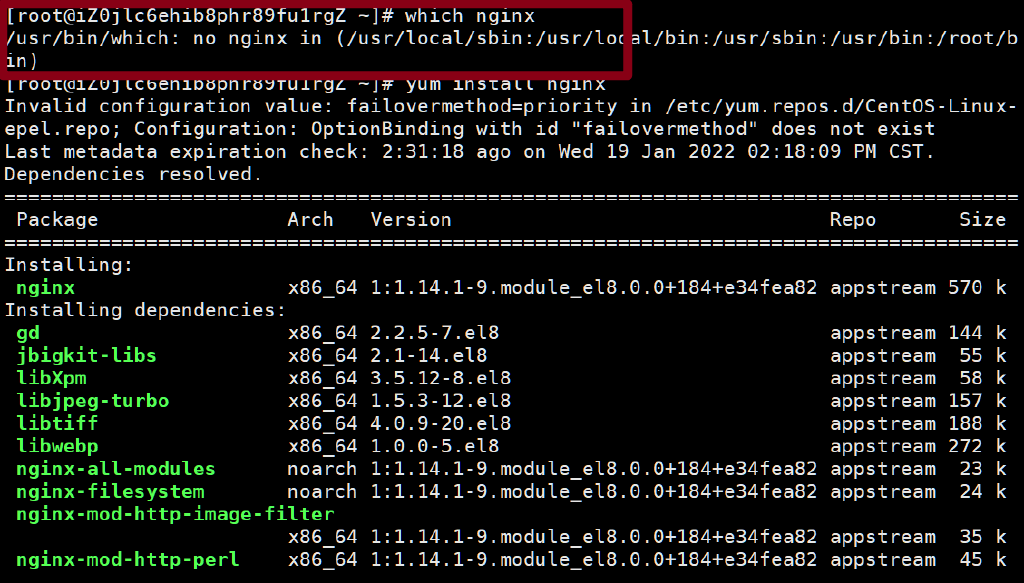 [root@iZ0jlc6ehib8phr89fu1rgZ ~]# which nginx
/usr/bin/which: no nginx in (/usr/local/sbin:/usr/local/bin:/usr/sbin:/usr/bin:/root/b
in)
[root@iZ0jlc6ehib8phr89fu1rgZ ~]# yum install nginx
Invalid configuration value: failovermethod=priority in /etc/yum.repos.d/CentOS-Linux-
epel.repo; Configuration: OptionBinding with id "failovermethod" does not exist
Last metadata expiration check: 2:31:18 ago on Wed 19 Jan 2022 02:18:09 PM CST.
Dependencies resolved.
======================================================================================
Package Arch Version Repo Size
======================================================================================
Installing:
nginx x86_64 1:1.14.1-9.module_el8.0.0+184+e34fea82 appstream 570 k
Installing dependencies:
gd x86_64 2.2.5-7.el8 appstream 144 k
jbigkit-libs x86_64 2.1-14.el8 appstream 55 k
libXpm x86_64 3.5.12-8.el8 appstream 58 k
libjpeg-turbo x86_64 1.5.3-12.el8 appstream 157 k
libtiff x86_64 4.0.9-20.el8 appstream 188 k
libwebp x86_64 1.0.0-5.el8 appstream 272 k
nginx-all-modules noarch 1:1.14.1-9.module_el8.0.0+184+e34fea82 appstream 23 k
nginx-filesystem noarch 1:1.14.1-9.module_el8.0.0+184+e34fea82 appstream 24 k
nginx-mod-http-image-filter
x86_64 1:1.14.1-9.module_el8.0.0+184+e34fea82 appstream 35 k
nginx-mod-http-perl x86_64 1:1.14.1-9.module_el8.0.0+184+e34fea82 appstream 45 k